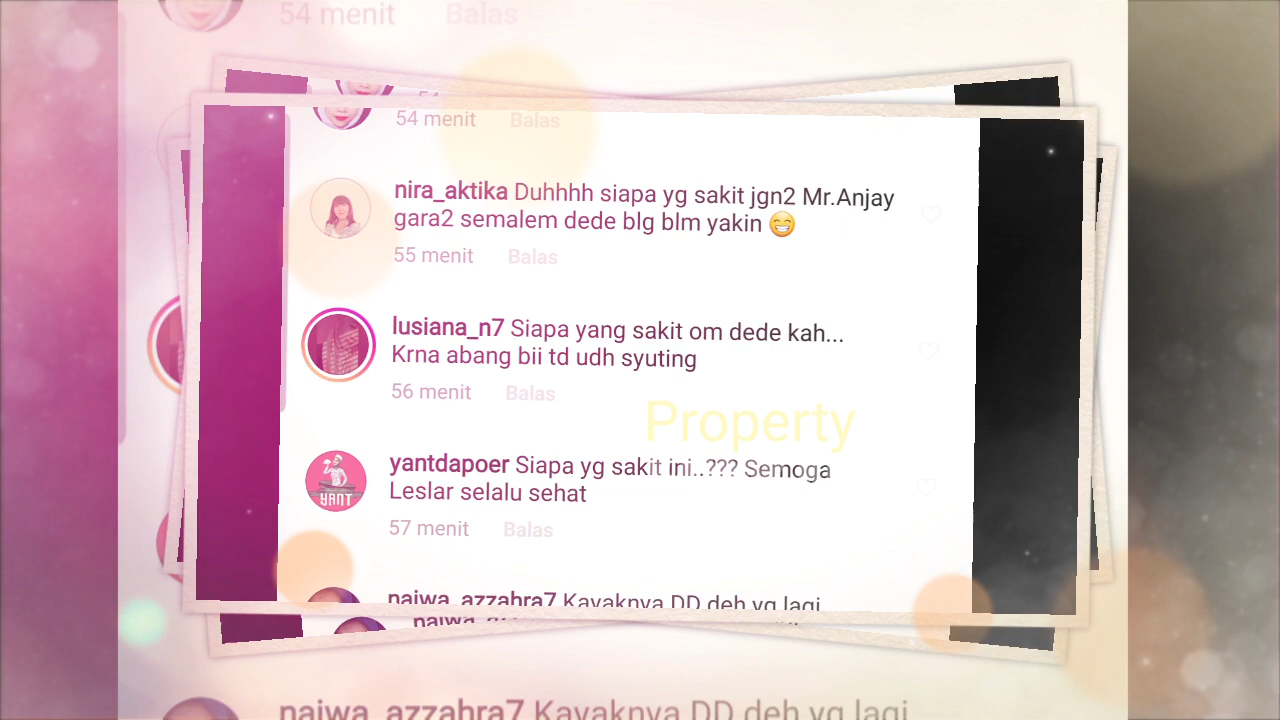 54 menit Balas
54 menit Balas
nira_aktika Duhhhh siapa yg sakit jgn2 Mr.Anjay
gara2 semalem dede blg blm yakin 😁
55 menit Balas
lusiana_n7 Siapa yang sakit om dede kah...
Krna abang bii td udh syuting
56 menit Balas
Property
yantdapoer Siapa yg sakit ini..??? Semoga
Leslar selalu sehat
YANT
57 menit Balas
naiwa_azzahra7 Kayaknya DD deh yg lagi
naiwa_azzahra7 Kayaknya DD deh yg lagi